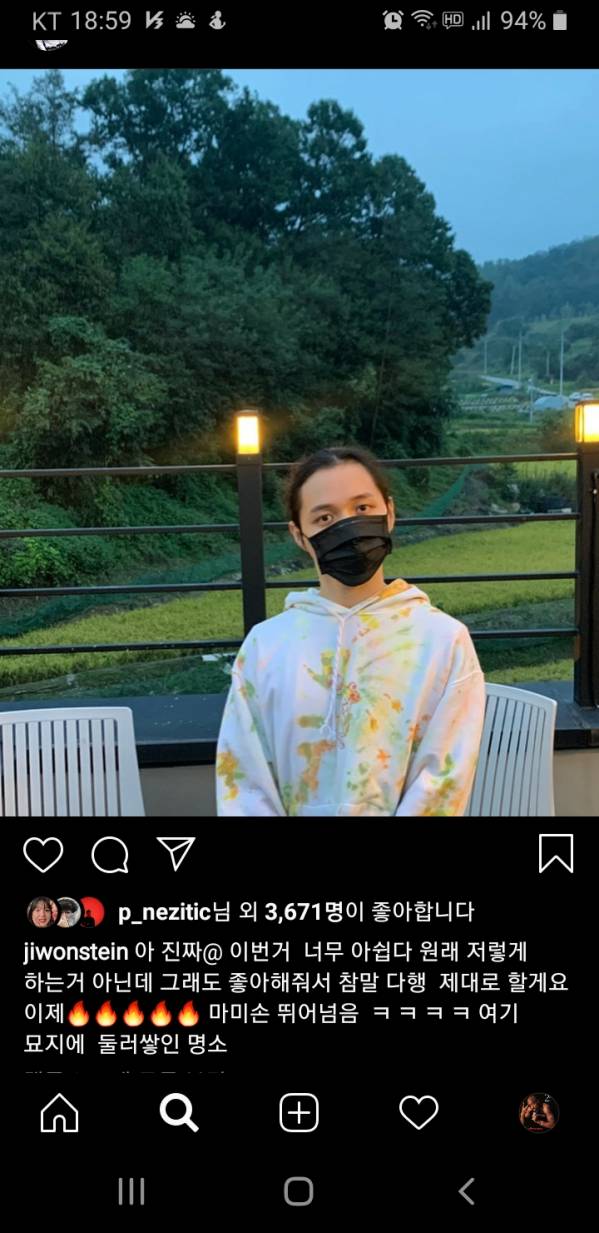 KT 18:59
HD 94%
p_nezitic님 외 3,671명이 좋아합니다
jiwonstein 아 진짜@ 이번거 너무 아쉽다 원래 저렇게
하는거 아닌데 그래도 좋아해줘서 참말 다행 제대로 할게요
이제🔥🔥🔥🔥🔥 마미손 뛰어넘음 ㅋ ㅋ ㅋ ㅋ 여기
묘지에 둘러쌓인 명소